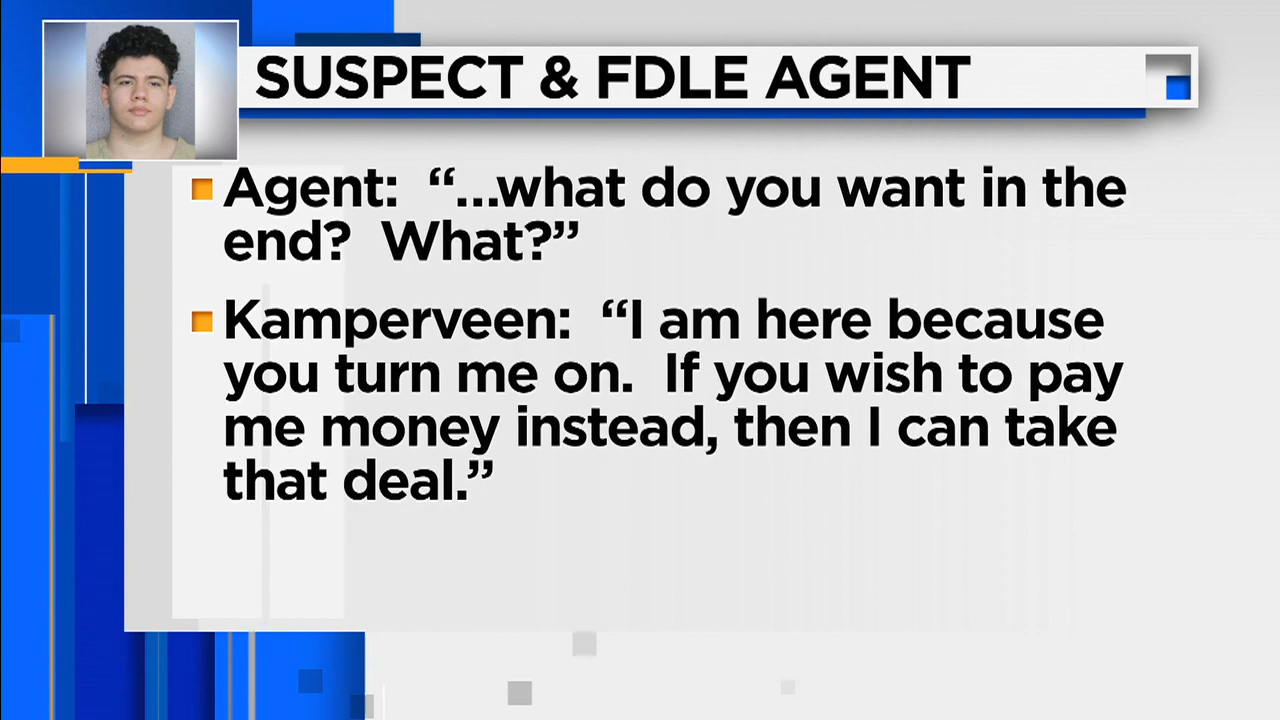 SUSPECT & FDLE AGENT
Agent:  “...what do you want in the
end?  What?”
Kamperveen:  “I am here because
you turn me on.  If you wish to pay
me money instead, then I can take
that deal.”